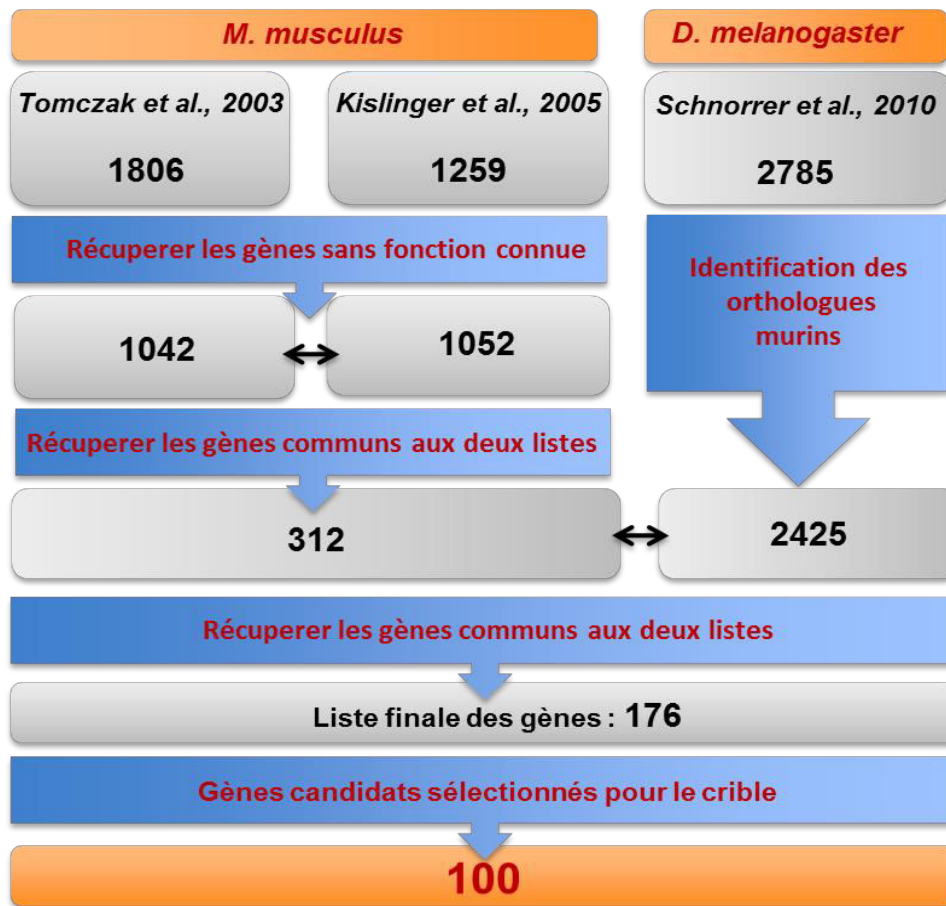 M. musculus
D. melanogaster
Tomczak et al., 2003
Kislinger et al., 2005
Schnorrer et al., 2010
1806
1259
2785
Récuperer les gènes sans fonction connue
Identification des
orthologues
murins
1042
1052
Récuperer les gènes communs aux deux listes
312
2425
Récuperer les gènes communs aux deux listes
Liste finale des gènes : 176
Gènes candidats sélectionnés pour le crible
100